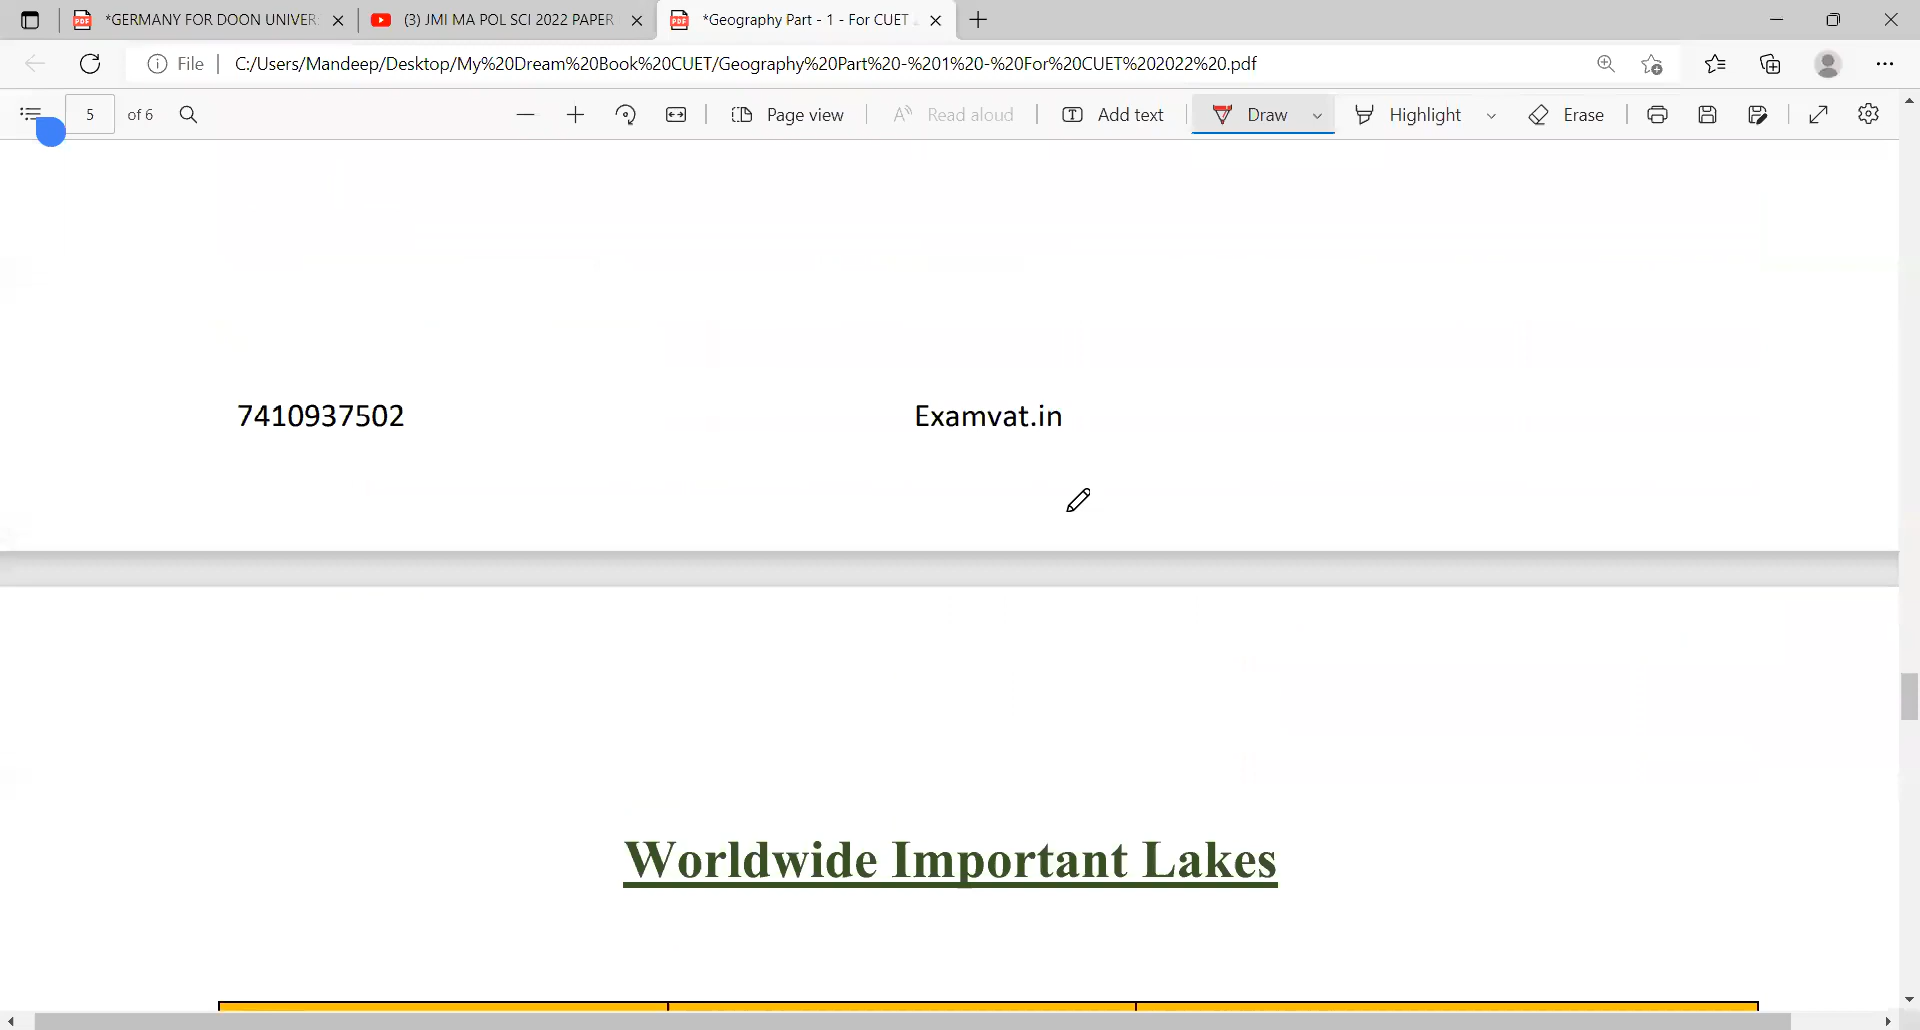 *GERMANY FOR DOON UNIVER
(3) JMI MA POL SCI 2022 PAPER
*Geography Part - 1 - For CUET
File
C:/Users/Mandeep/Desktop/My%20Dream%20Book%20CUET/Geography%20Part%20-%201%20-%20For%20CUET%202022%20.pdf
5 of 6
Page view
Read aloud
Add text
Draw
Highlight
Erase
7410937502
Examvat.in
Worldwide Important Lakes